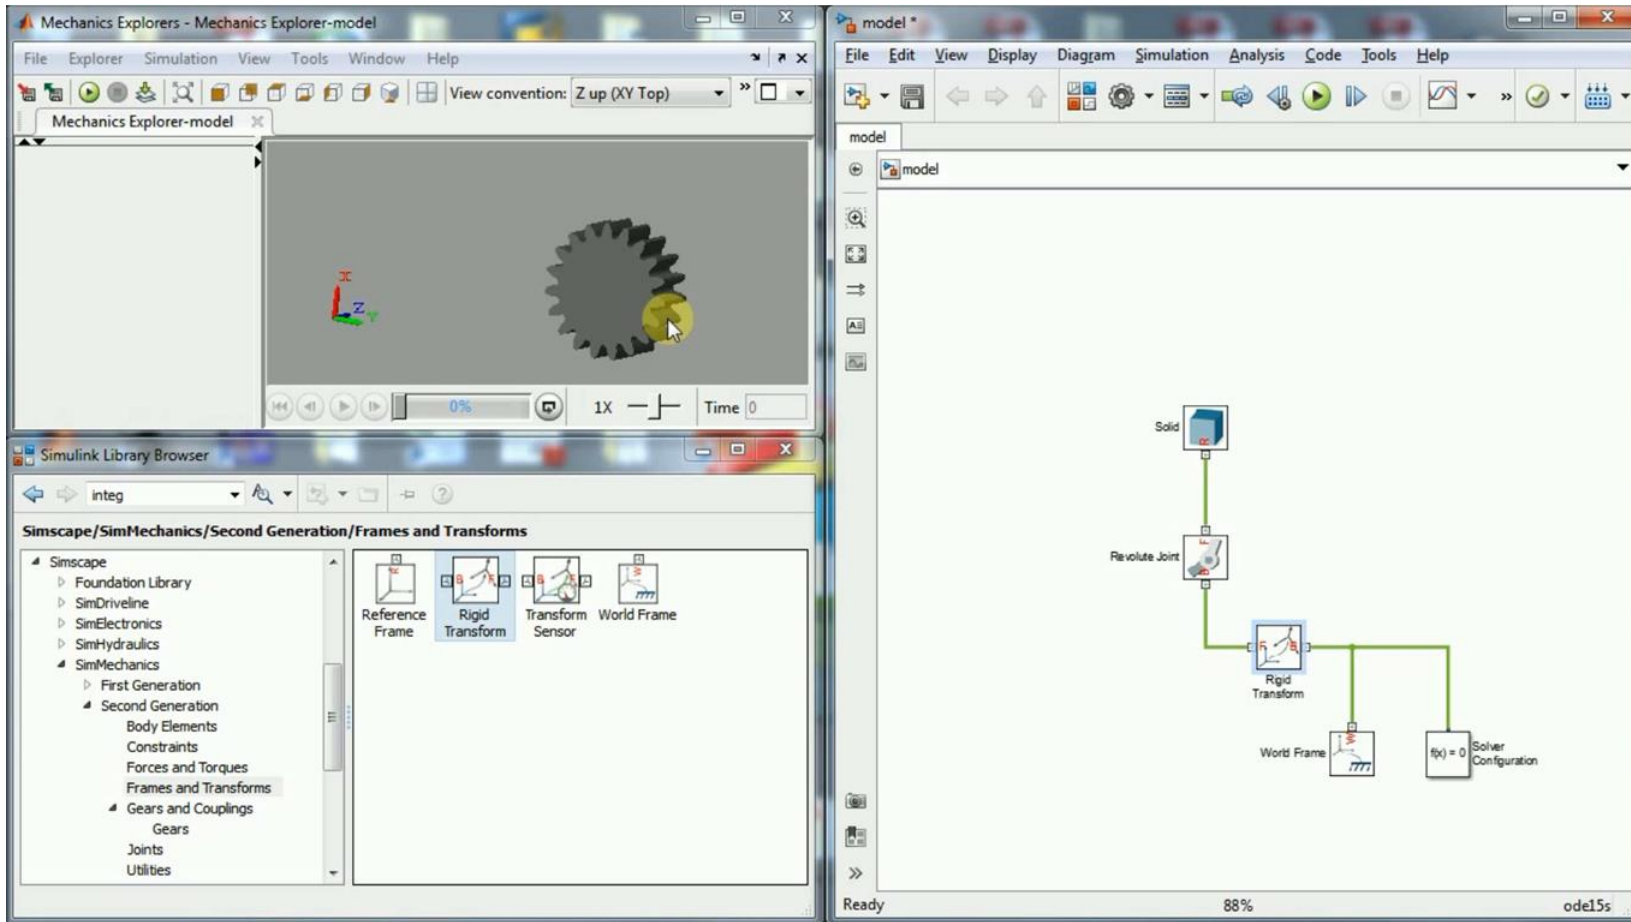 Mechanics Explorers - Mechanics Explorer-model
File Explorer Simulation View Tools Window Help
View convention: Z up (XY Top)
Mechanics Explorer-model
X
Z
Y
0%
1X
Time 0
Simulink Library Browser
integ
Simscape/SimMechanics/Second Generation/Frames and Transforms
Simscape
Foundation Library
SimDriveline
SimElectronics
SimHydraulics
SimMechanics
First Generation
Second Generation
Body Elements
Constraints
Forces and Torques
Frames and Transforms
Gears and Couplings
Gears
Joints
Utilities
R
Reference
Frame
B F
Rigid
Transform
B F
Transform
Sensor
W
World Frame
model *
File Edit View Display Diagram Simulation Analysis Code Tools Help
model
model
Solid
R
Revolute Joint
F
B
F B
Rigid
Transform
World Frame
W
f(x) = 0
Solver
Configuration
Ready
88%
ode15s